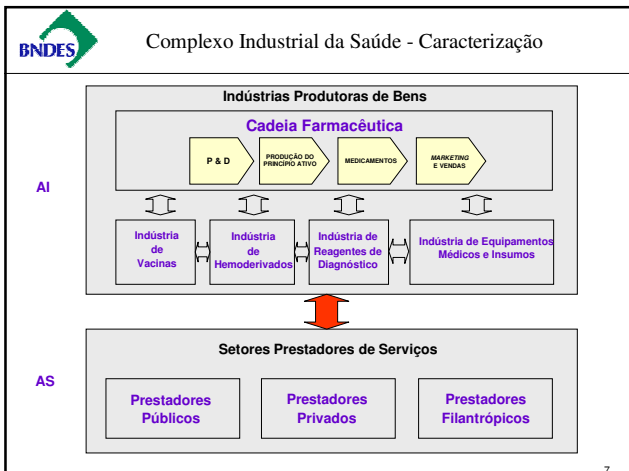 BNDES
Complexo Industrial da Saúde - Caracterização
Indústrias Produtoras de Bens
Cadeia Farmacêutica
P & D
PRODUÇÃO DO
PRINCÍPIO ATIVO
MEDICAMENTOS
MARKETING
E VENDAS
AI
Indústria
de
Vacinas
Indústria
de
Hemoderivados
Indústria de
Reagentes de
Diagnóstico
Indústria de Equipamentos
Médicos e Insumos
Setores Prestadores de Serviços
AS
Prestadores
Públicos
Prestadores
Privados
Prestadores
Filantrópicos
7